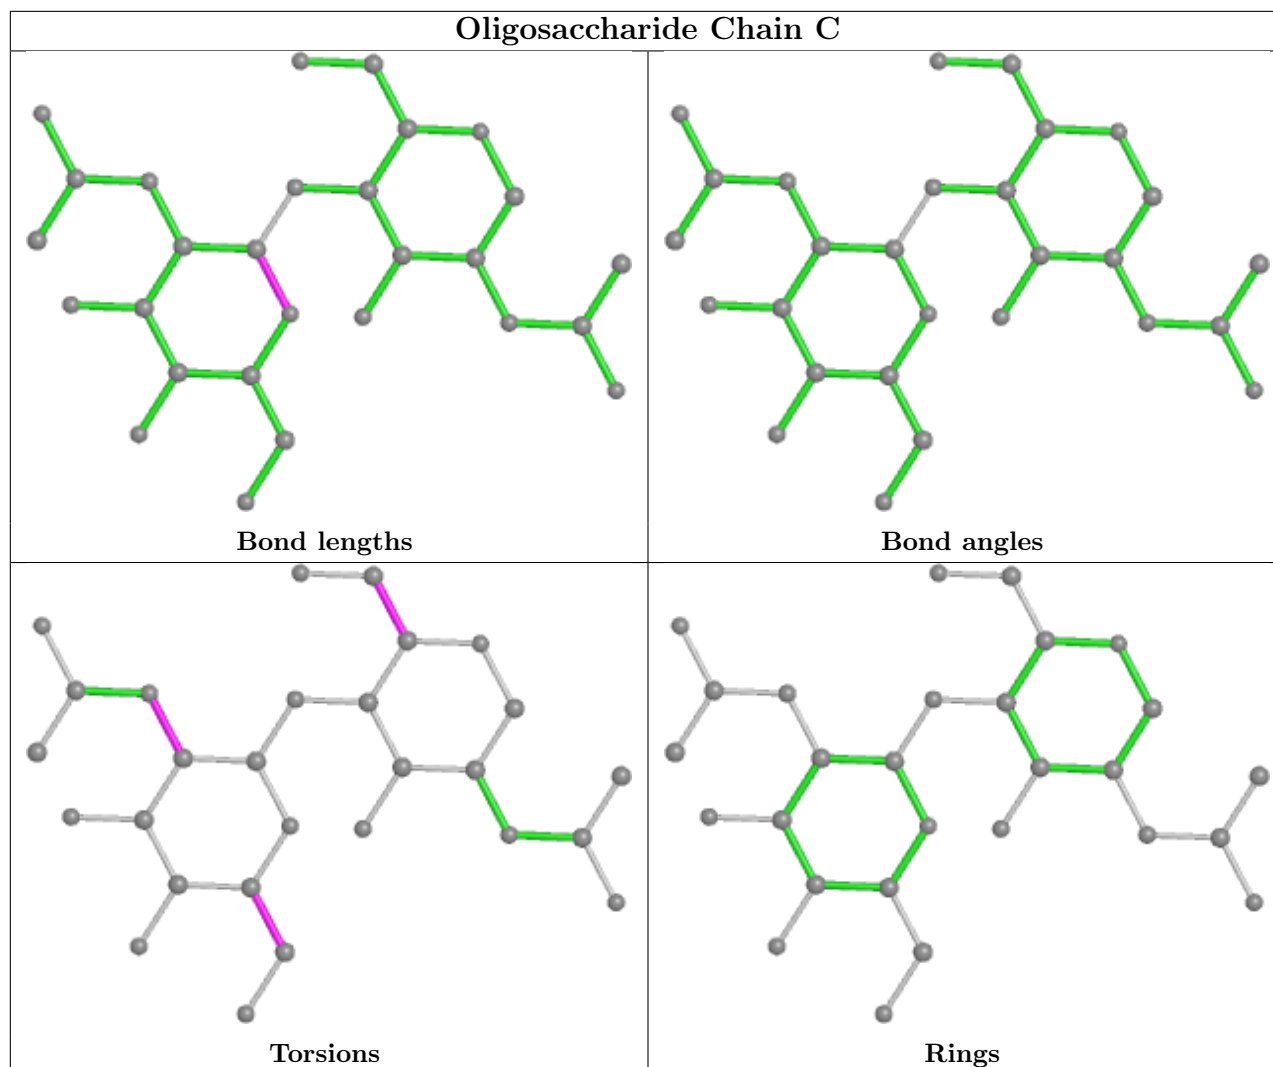 Oligosaccharide Chain C
Bond lengths
Bond angles
Torsions
Rings